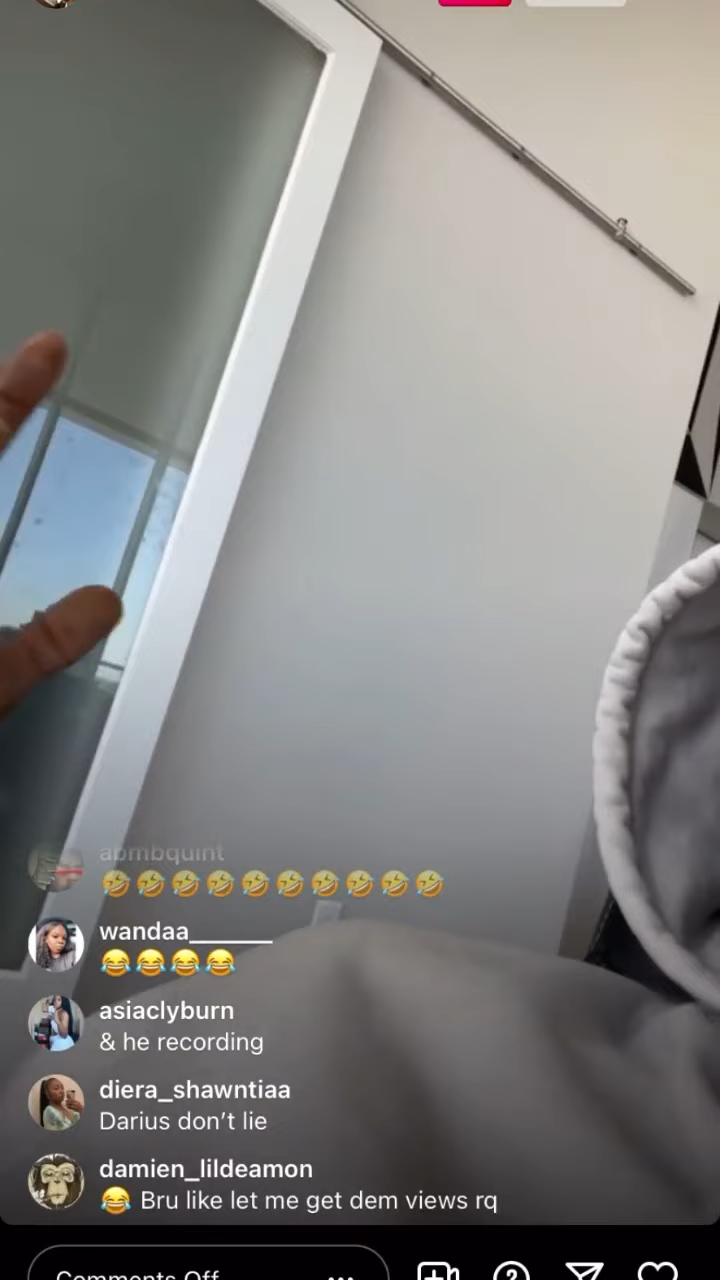 abmbquint
🤣🤣🤣🤣🤣🤣🤣🤣🤣🤣
wandaa______
😂😂😂😂
asiaclyburn
& he recording
diera_shawntiaa
Darius don’t lie
damien_lildeamon
😂 Bru like let me get dem views rq
Comments Off